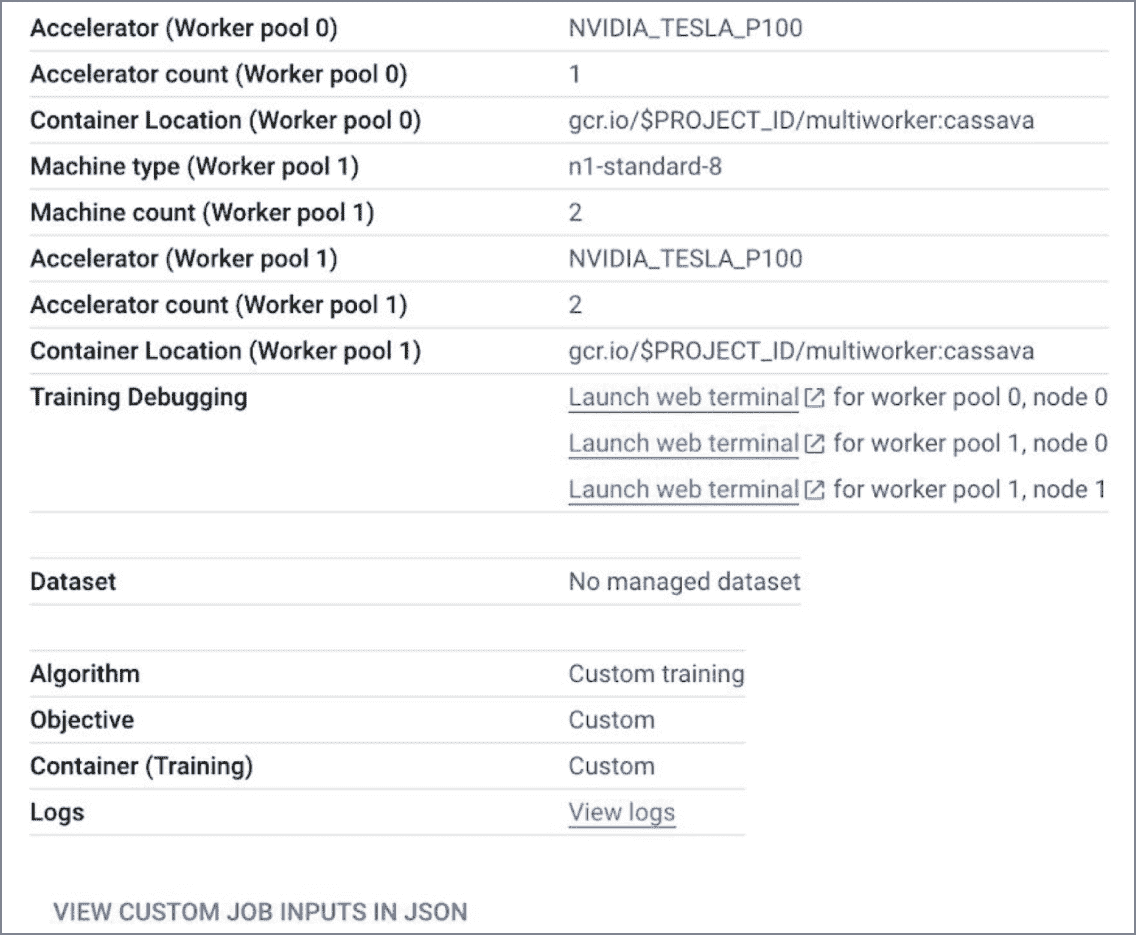 Accelerator (Worker pool 0) NVIDIA_TESLA_P100
Accelerator count (Worker pool 0) 1
Container Location (Worker pool 0) gcr.io/$PROJECT_ID/multiworker:cassava
Machine type (Worker pool 1) n1-standard-8
Machine count (Worker pool 1) 2
Accelerator (Worker pool 1) NVIDIA_TESLA_P100
Accelerator count (Worker pool 1) 2
Container Location (Worker pool 1) gcr.io/$PROJECT_ID/multiworker:cassava
Training Debugging Launch web terminal for worker pool 0, node 0
Launch web terminal for worker pool 1, node 0
Launch web terminal for worker pool 1, node 1
Dataset No managed dataset
Algorithm Custom training
Objective Custom
Container (Training) Custom
Logs View logs
VIEW CUSTOM JOB INPUTS IN JSON